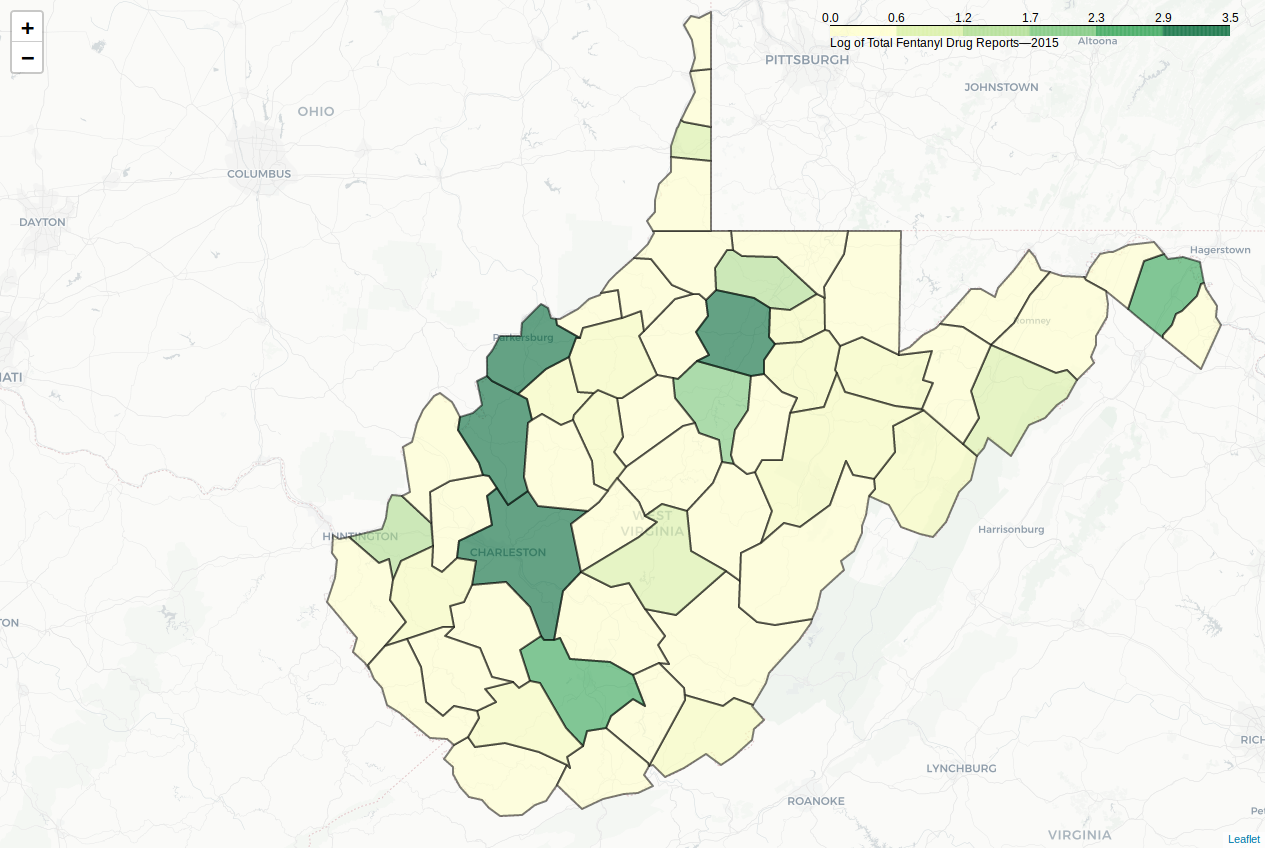 +
−
0.0 0.6 1.2 1.7 2.3 2.9 3.5
Log of Total Fentanyl Drug Reports—2015
Altoona
PITTSBURGH
JOHNSTOWN
OHIO
COLUMBUS
DAYTON
Hagerstown
Romney
Parkersburg
ATI
WEST
VIRGINIA
Harrisonburg
HUNTINGTON
CHARLESTON
TON
RICH
LYNCHBURG
ROANOKE
Pet
VIRGINIA
Leaflet